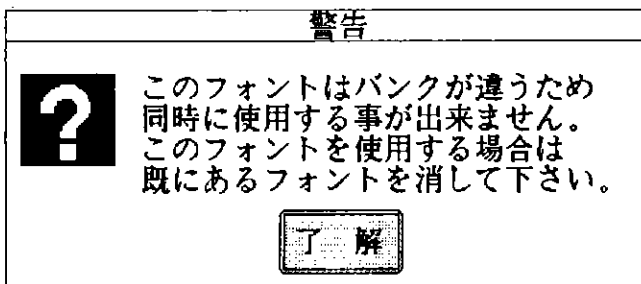 警告
このフォントはバンクが違うため
同時に使用する事が出来ません。
このフォントを使用する場合は
既にあるフォントを消して下さい。
了 解